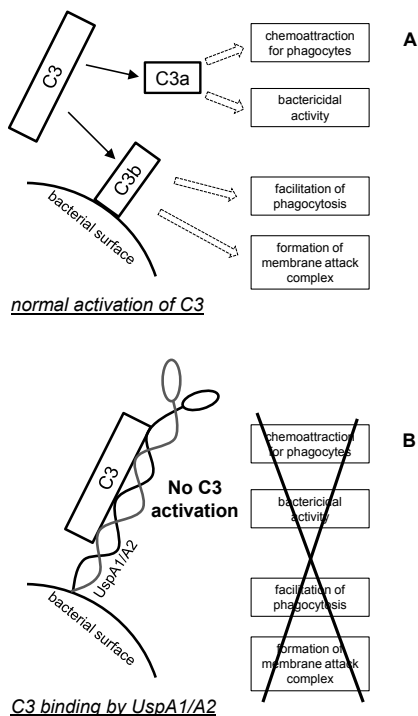 A
C3
C3a
chemoattraction
for phagocytes
bactericidal
activity
C3b
bacterial surface
facilitation of
phagocytosis
formation of
membrane attack
complex
normal activation of C3
B
C3
No C3
activation
UspA1/A2
bacterial surface
chemoattraction
for phagocytes
bactericidal
activity
facilitation of
phagocytosis
formation of
membrane attack
complex
C3 binding by UspA1/A2